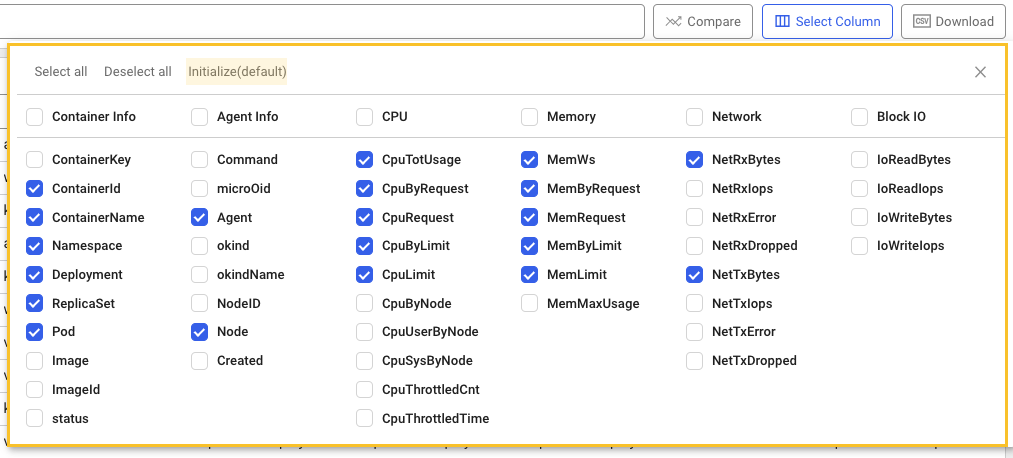 Compare
Select Column
CSV Download
Select all Deselect all Initialize(default)
Container Info Agent Info CPU Memory Network Block IO
ContainerKey Command CpuTotUsage MemWs NetRxBytes IoReadBytes
ContainerId microOid CpuByRequest MemByRequest NetRxIops IoReadIops
ContainerName Agent CpuRequest MemRequest NetRxError IoWriteBytes
Namespace okind CpuByLimit MemByLimit NetRxDropped IoWriteIops
Deployment okindName CpuLimit MemLimit NetTxBytes
ReplicaSet NodeID CpuByNode MemMaxUsage NetTxIops
Pod Node CpuUserByNode NetTxError
Image Created CpuSysByNode NetTxDropped
ImageId CpuThrottledCnt
status CpuThrottledTime